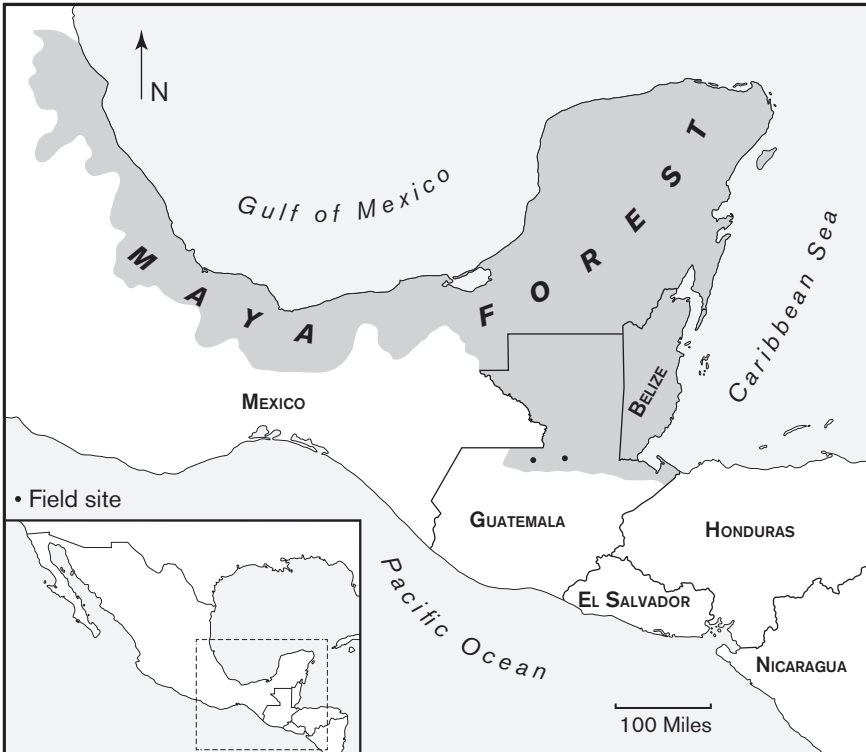 N
Gulf of Mexico
MAYA FOREST
Caribbean Sea
MEXICO
BELIZE
• Field site
GUATEMALA
HONDURAS
Pacific Ocean
EL SALVADOR
NICARAGUA
100 Miles